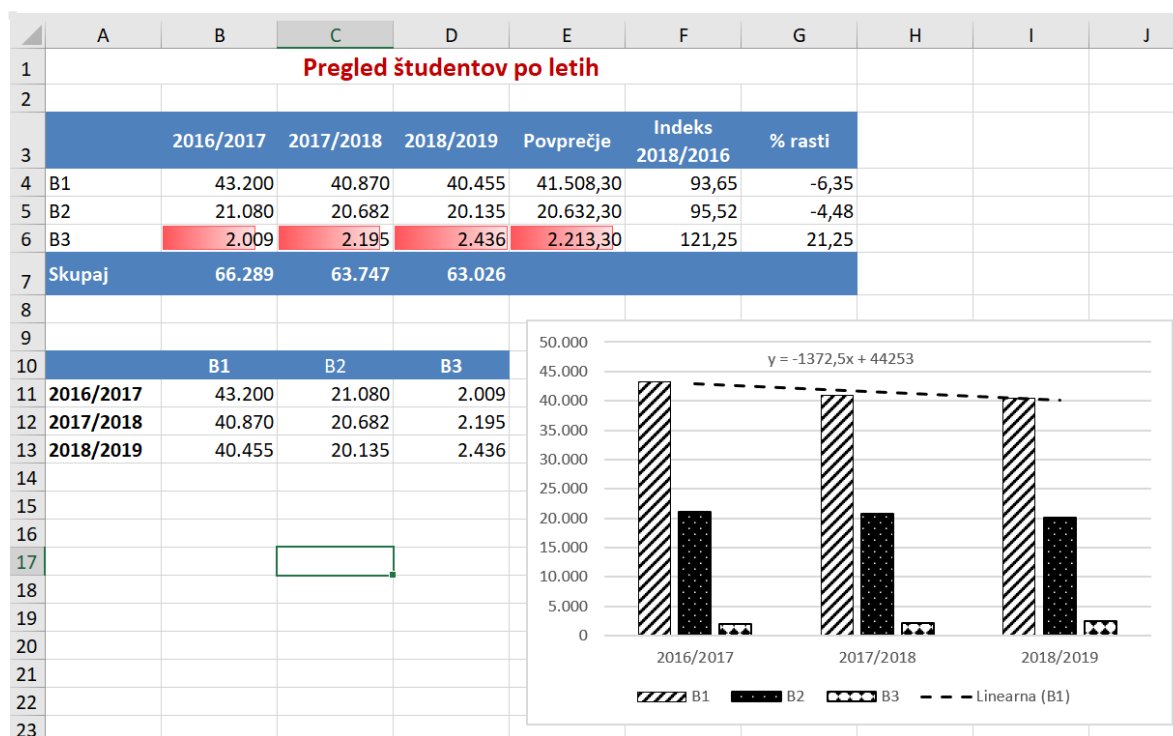 A B C D E F G H I J
1 Pregled študentov po letih
2
3 2016/2017 2017/2018 2018/2019 Povprečje Indeks 2018/2016 % rasti
4 B1 43.200 40.870 40.455 41.508,30 93,65 -6,35
5 B2 21.080 20.682 20.135 20.632,30 95,52 -4,48
6 B3 2.009 2.195 2.436 2.213,30 121,25 21,25
7 Skupaj 66.289 63.747 63.026
8
9
10 B1 B2 B3
11 2016/2017 43.200 21.080 2.009
12 2017/2018 40.870 20.682 2.195
13 2018/2019 40.455 20.135 2.436
14
15
16
17
18
19
20
21
22
23
50.000
y = -1372,5x + 44253
45.000
40.000
35.000
30.000
25.000
20.000
15.000
10.000
5.000
0
2016/2017 2017/2018 2018/2019
B1 B2 B3 Linearna (B1)